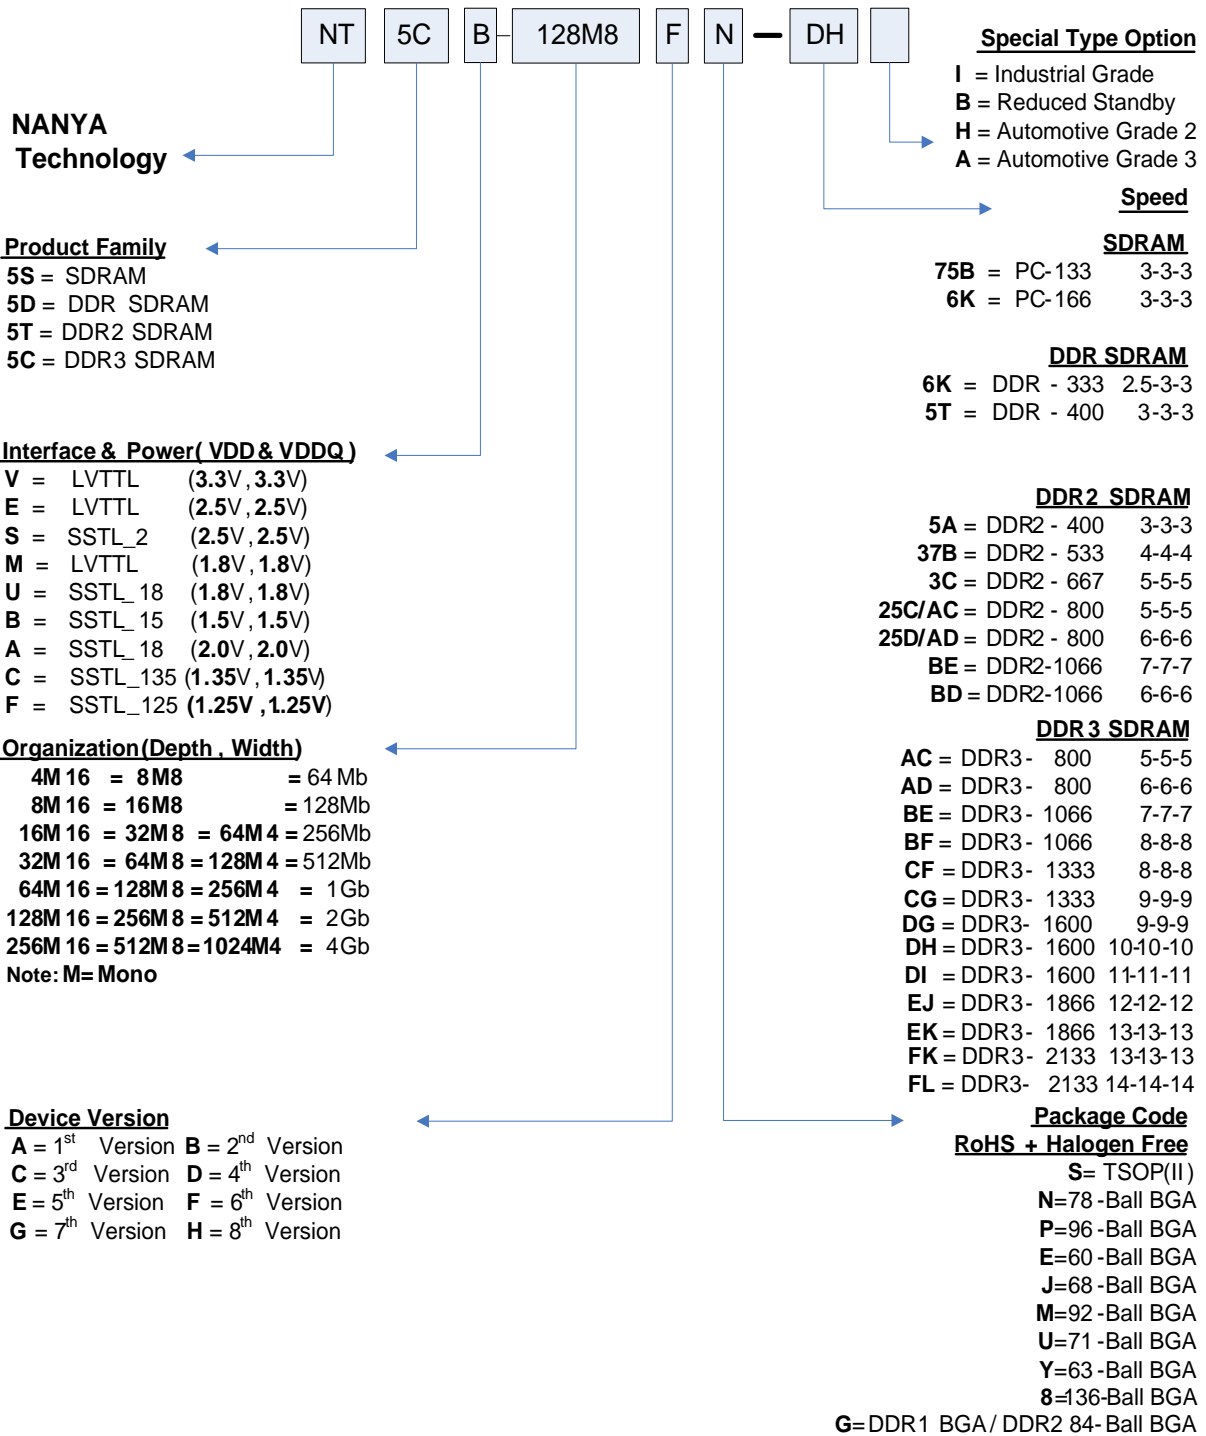 NT 5C B 128M8 F N – DH
Special Type Option
I = Industrial Grade
B = Reduced Standby
H = Automotive Grade 2
A = Automotive Grade 3
NANYA
Technology
Speed
SDRAM
75B = PC-133 3-3-3
6K = PC-166 3-3-3
DDR SDRAM
6K = DDR - 333 2.5-3-3
5T = DDR - 400 3-3-3
DDR2 SDRAM
5A = DDR2 - 400 3-3-3
37B = DDR2 - 533 4-4-4
3C = DDR2 - 667 5-5-5
25C/AC = DDR2 - 800 5-5-5
25D/AD = DDR2 - 800 6-6-6
BE = DDR2-1066 7-7-7
BD = DDR2-1066 6-6-6
DDR3 SDRAM
AC = DDR3- 800 5-5-5
AD = DDR3- 800 6-6-6
BE = DDR3- 1066 7-7-7
BF = DDR3- 1066 8-8-8
CF = DDR3- 1333 8-8-8
CG = DDR3- 1333 9-9-9
DG = DDR3- 1600 9-9-9
DH = DDR3- 1600 10-10-10
DI = DDR3- 1600 11-11-11
EJ = DDR3- 1866 12-12-12
EK = DDR3- 1866 13-13-13
FK = DDR3- 2133 13-13-13
FL = DDR3- 2133 14-14-14
Product Family
5S = SDRAM
5D = DDR SDRAM
5T = DDR2 SDRAM
5C = DDR3 SDRAM
Interface & Power( VDD & VDDQ )
V = LVTTL (3.3V, 3.3V)
E = LVTTL (2.5V, 2.5V)
S = SSTL_2 (2.5V, 2.5V)
M = LVTTL (1.8V, 1.8V)
U = SSTL_18 (1.8V, 1.8V)
B = SSTL_15 (1.5V, 1.5V)
A = SSTL_18 (2.0V, 2.0V)
C = SSTL_135 (1.35V, 1.35V)
F = SSTL_125 (1.25V, 1.25V)
Organization (Depth , Width)
4M16 = 8M8 = 64Mb
8M16 = 16M8 = 128Mb
16M16 = 32M8 = 64M4 = 256Mb
32M16 = 64M8 = 128M4 = 512Mb
64M16 = 128M8 = 256M4 = 1Gb
128M16 = 256M8 = 512M4 = 2Gb
256M16 = 512M8 = 1024M4 = 4Gb
Note: M= Mono
Device Version
A = 1st Version B = 2nd Version
C = 3rd Version D = 4th Version
E = 5th Version F = 6th Version
G = 7th Version H = 8th Version
Package Code
RoHS + Halogen Free
S= TSOP(II)
N=78 -Ball BGA
P=96 -Ball BGA
E=60 -Ball BGA
J=68 -Ball BGA
M=92 -Ball BGA
U=71 -Ball BGA
Y=63 -Ball BGA
8=136-Ball BGA
G=DDR1 BGA / DDR2 84- Ball BGA